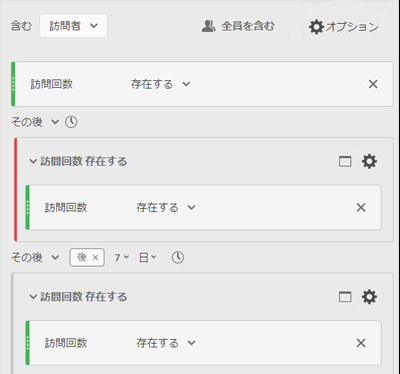 含む 訪問者 全員を含む オプション
訪問回数 存在する
その後
訪問回数 存在する
訪問回数 存在する
その後 後 × 7 日
訪問回数 存在する
訪問回数 存在する